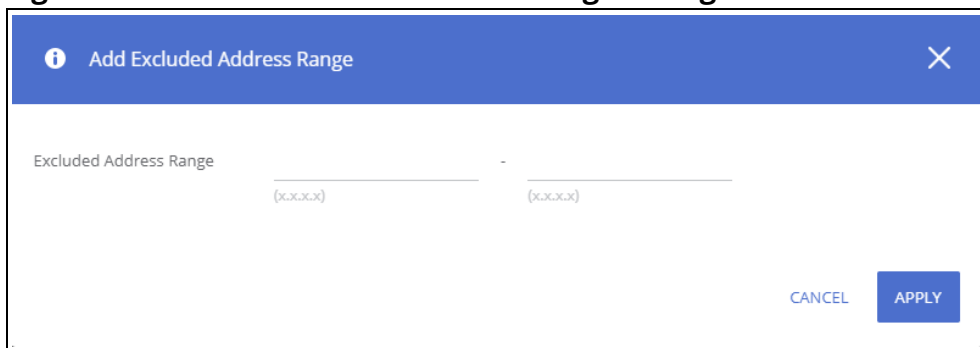 Add Excluded Address Range
Excluded Address Range -
(x.x.x.x) (x.x.x.x)
CANCEL APPLY